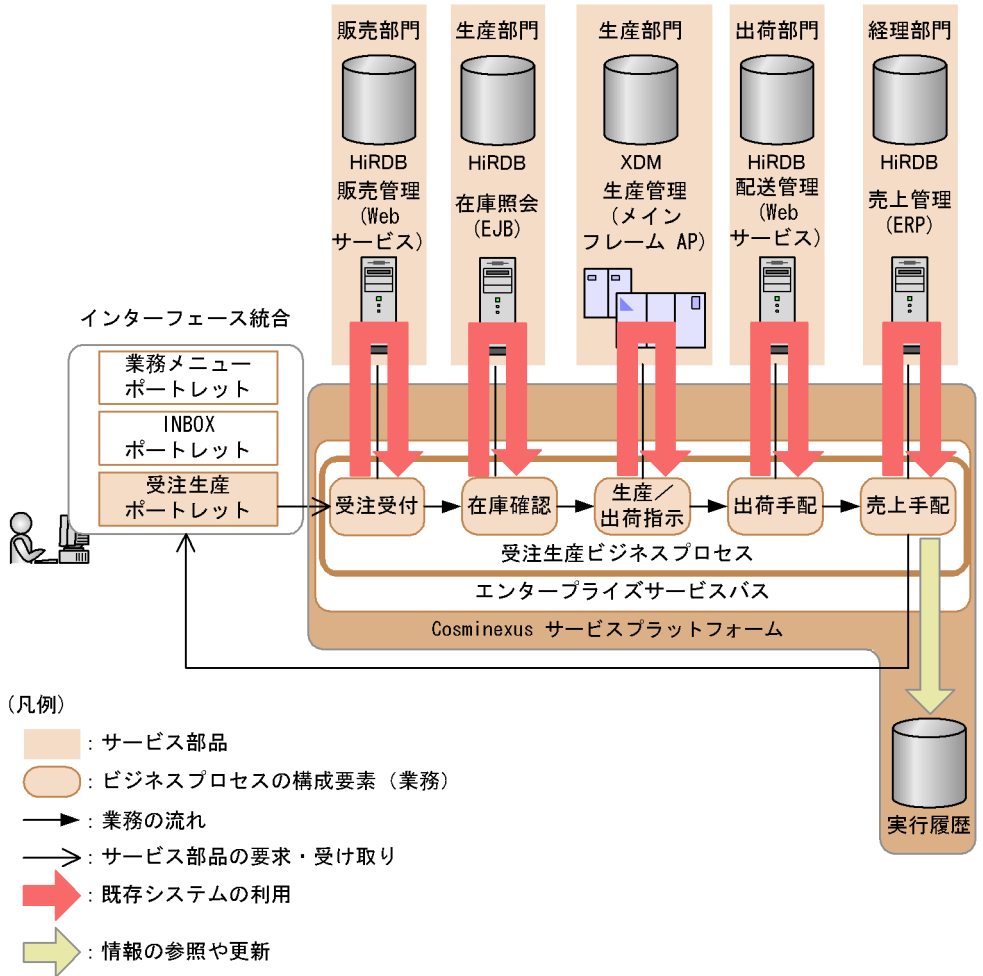 販売部門
生産部門
生産部門
出荷部門
経理部門
HiRDB
HiRDB
XDM
HiRDB
HiRDB
販売管理
(Web
サービス)
在庫照会
(EJB)
生産管理
(メイン
フレーム AP)
配送管理
(Web
サービス)
売上管理
(ERP)
インターフェース統合
業務メニュー
ポートレット
INBOX
ポートレット
受注生産
ポートレット
受注受付
在庫確認
生産／
出荷指示
出荷手配
売上手配
受注生産ビジネスプロセス
エンタープライズサービスバス
Cosminexus サービスプラットフォーム
実行履歴
(凡例)
：サービス部品
：ビジネスプロセスの構成要素（業務）
：業務の流れ
：サービス部品の要求・受け取り
：既存システムの利用
：情報の参照や更新